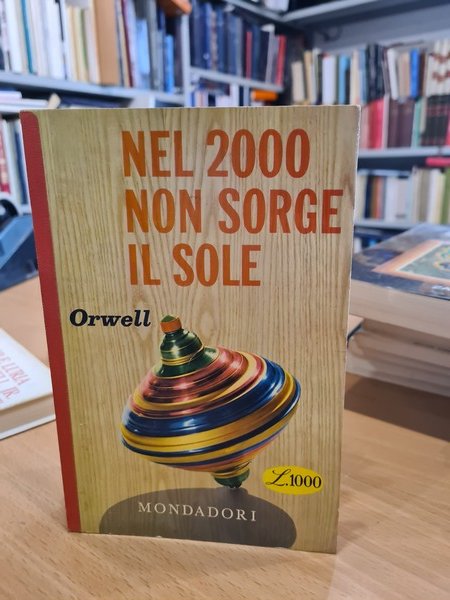 NEL 2000
NON SORGE
IL SOLE
Orwell
L.1000
MONDADORI